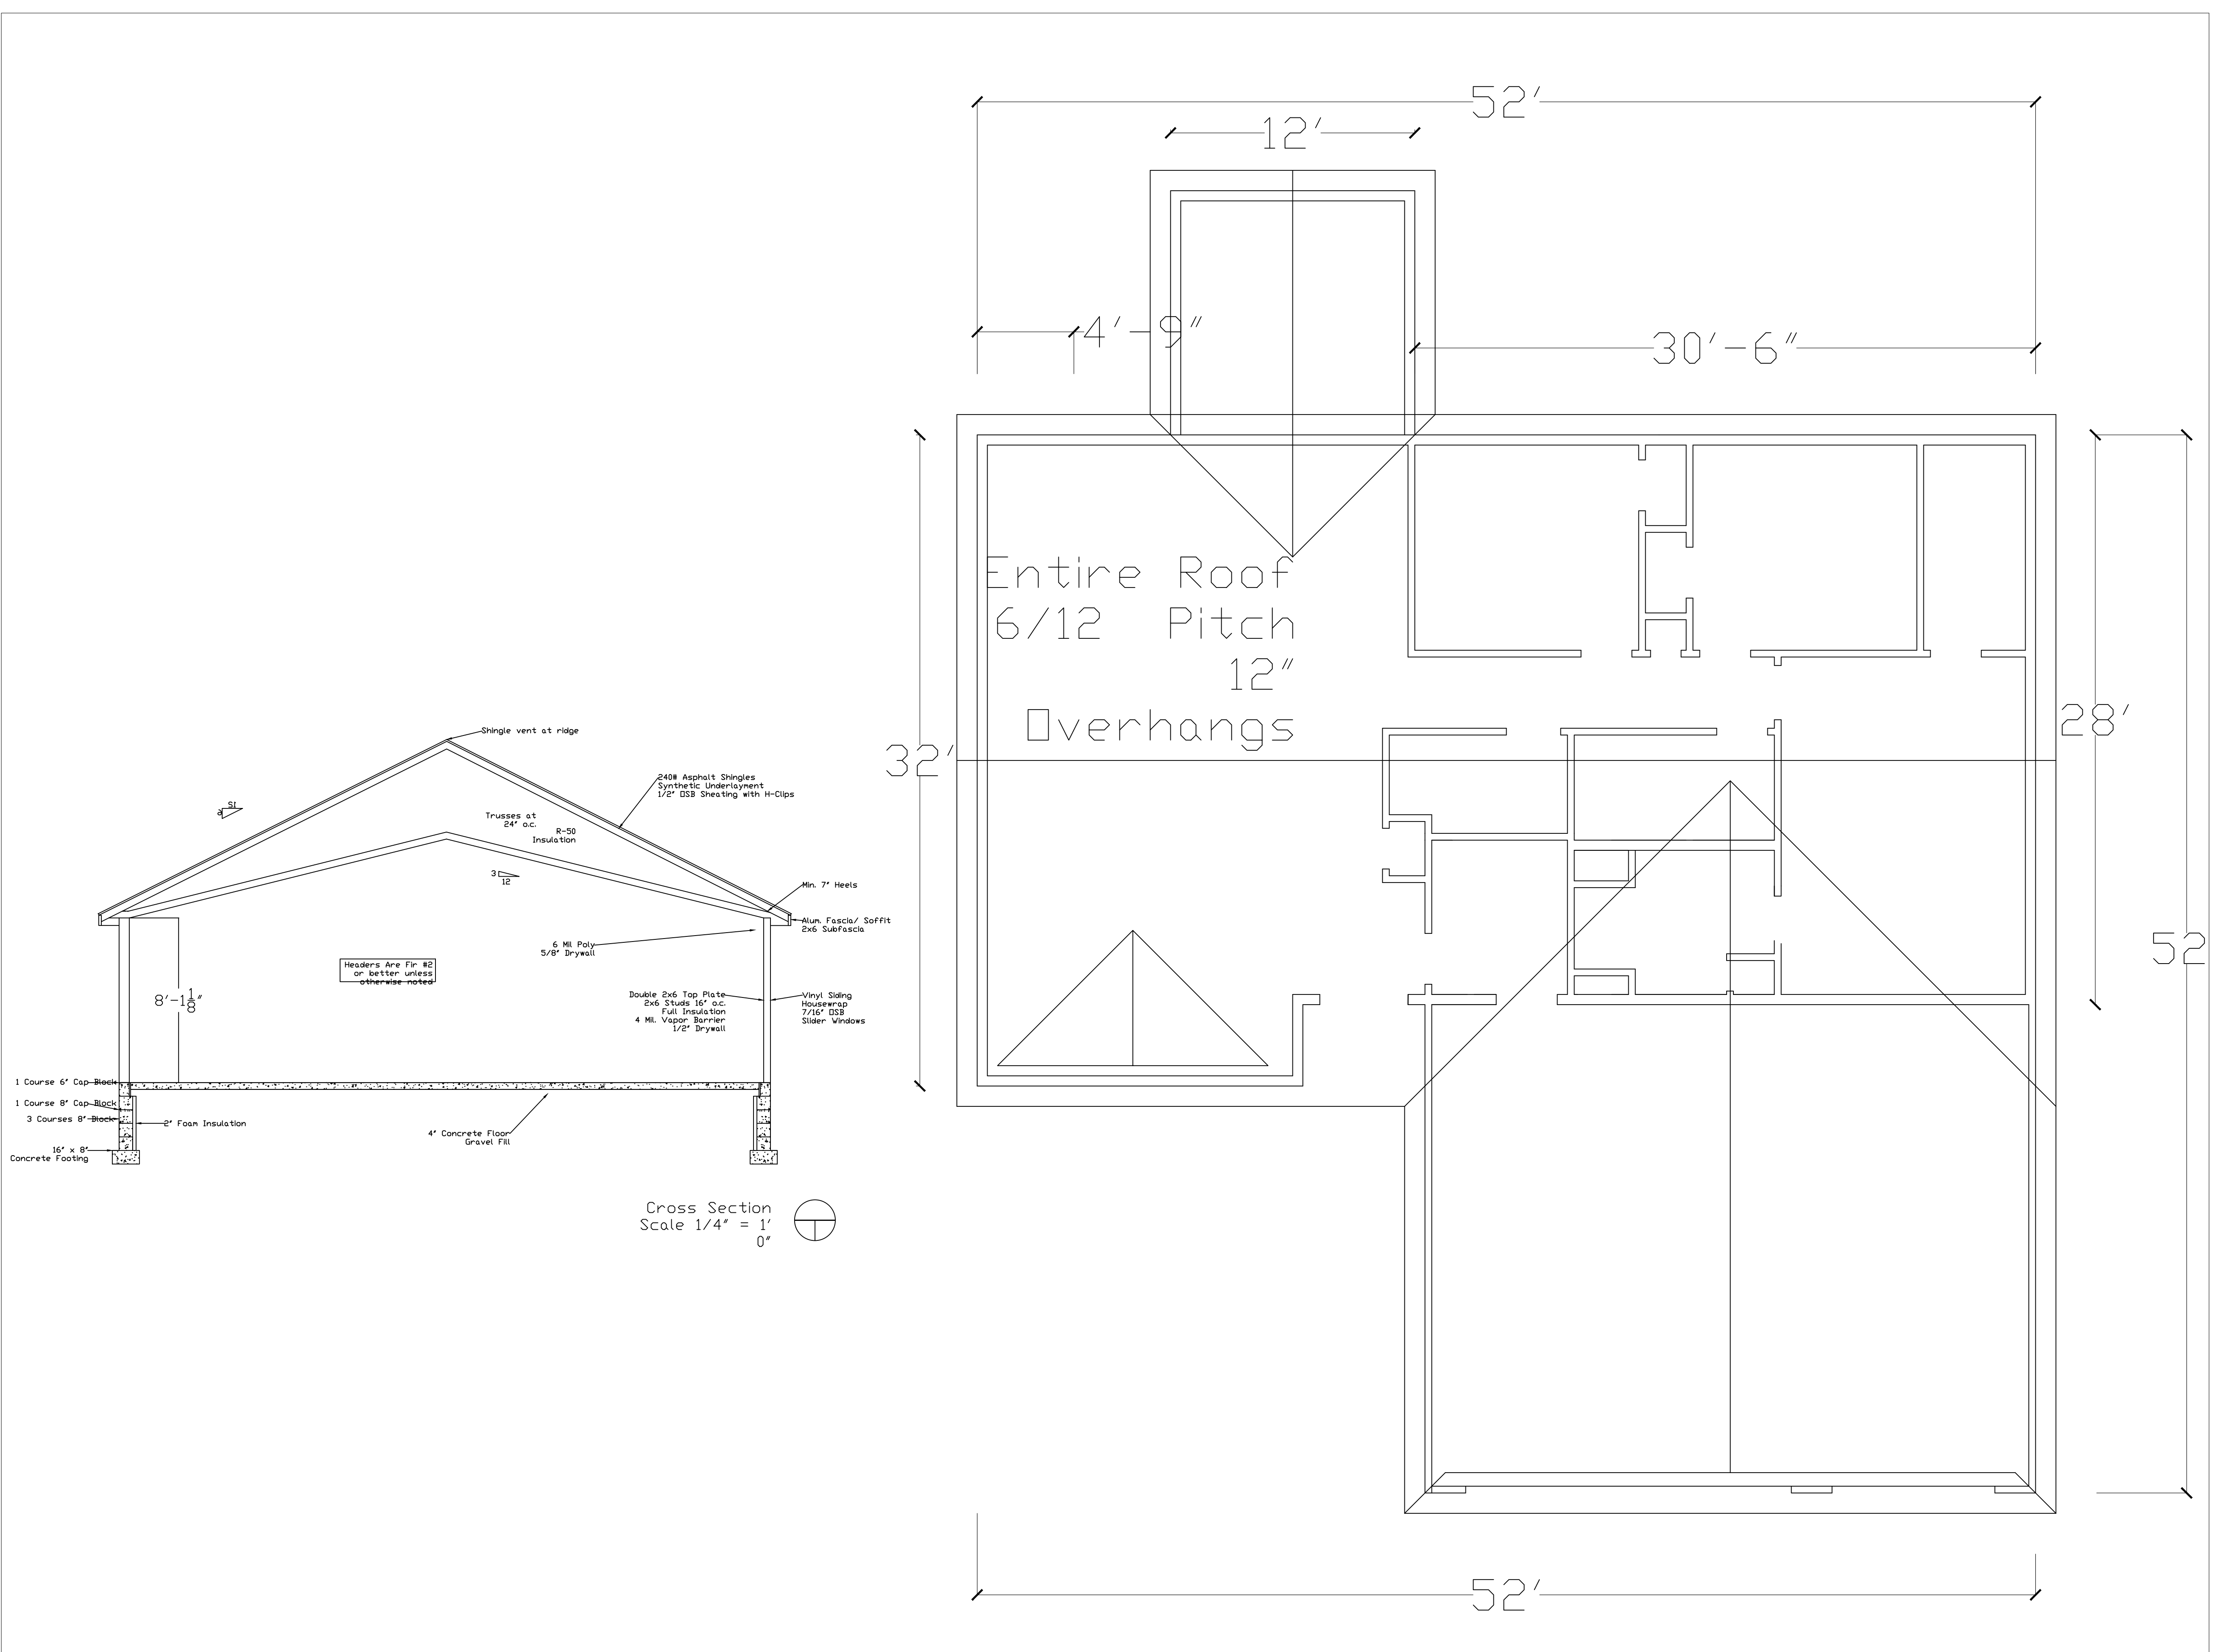 52'
12'
4'-9"
30'-6"
Entire Roof
6/12 Pitch
12"
Overhangs
32'
28'
52
52'
Shingle vent at ridge
240# Asphalt Shingles
Synthetic Underlayment
1/2" OSB Sheating with H-Clips
12
6
Trusses at
24" o.c.
R-50
Insulation
3
12
Min. 7" Heels
Alum. Fascia/ Soffit
2x6 Subfascia
6 Mil Poly
5/8" Drywall
Headers Are Fir #2
or better unless
otherwise noted
8'-1 1/8"
Double 2x6 Top Plate
2x6 Studs 16" o.c.
Full Insulation
4 Mil. Vapor Barrier
1/2" Drywall
Vinyl Siding
Housewrap
7/16" OSB
Slider Windows
1 Course 6" Cap Block
1 Course 8" Cap Block
3 Courses 8" Block
2" Foam Insulation
4" Concrete Floor
Gravel Fill
16" x 8"
Concrete Footing
Cross Section
Scale 1/4" = 1'
0"